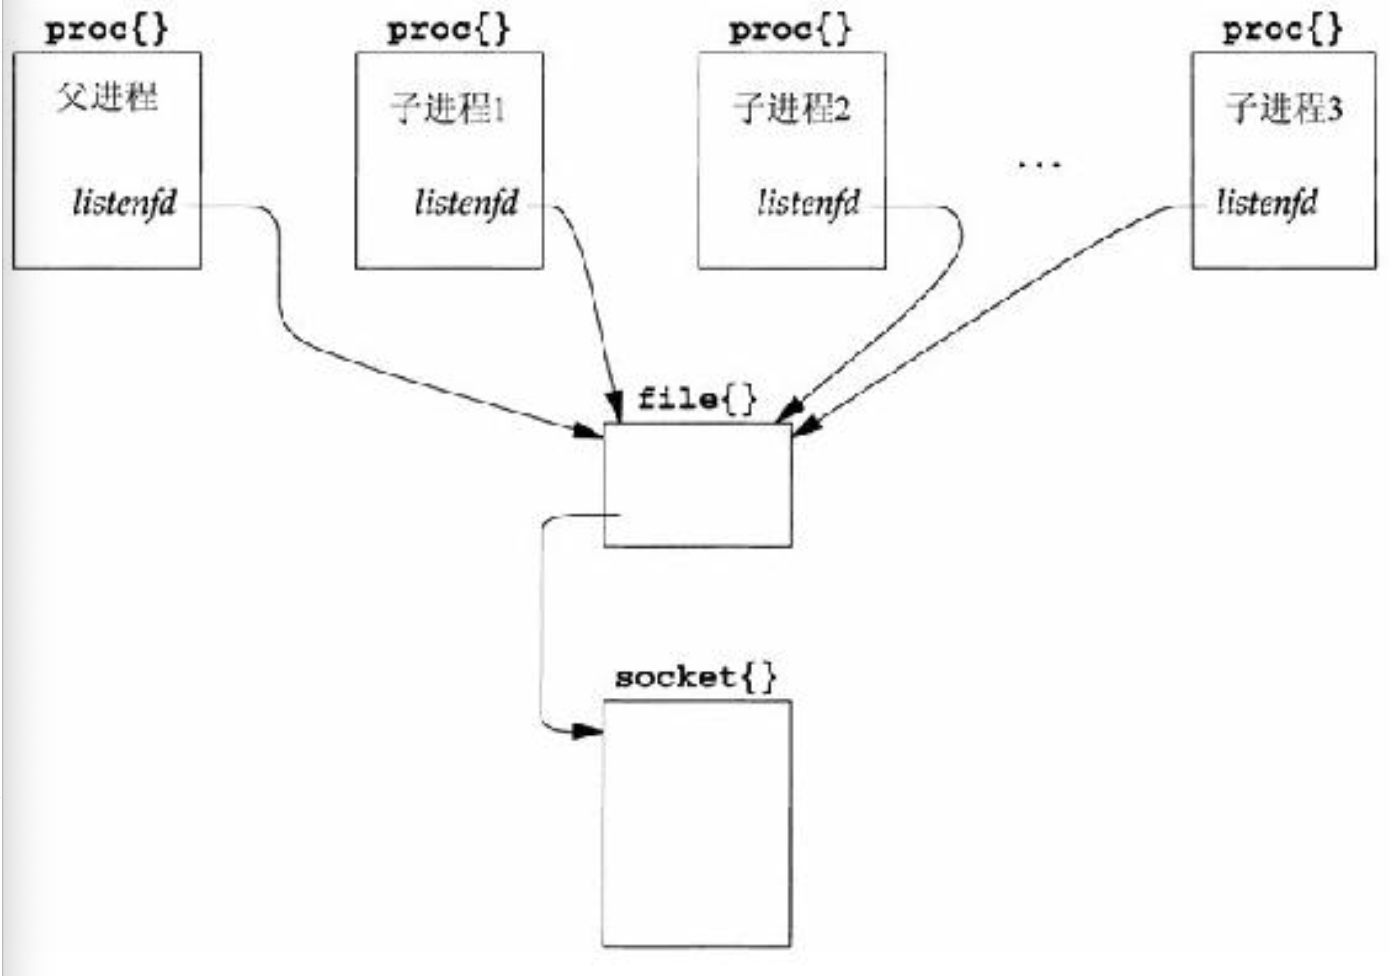 proc{}
proc{}
proc{}
proc{}
父进程
子进程1
子进程2
子进程3
...
listenfd
listenfd
listenfd
listenfd
file{}
socket{}